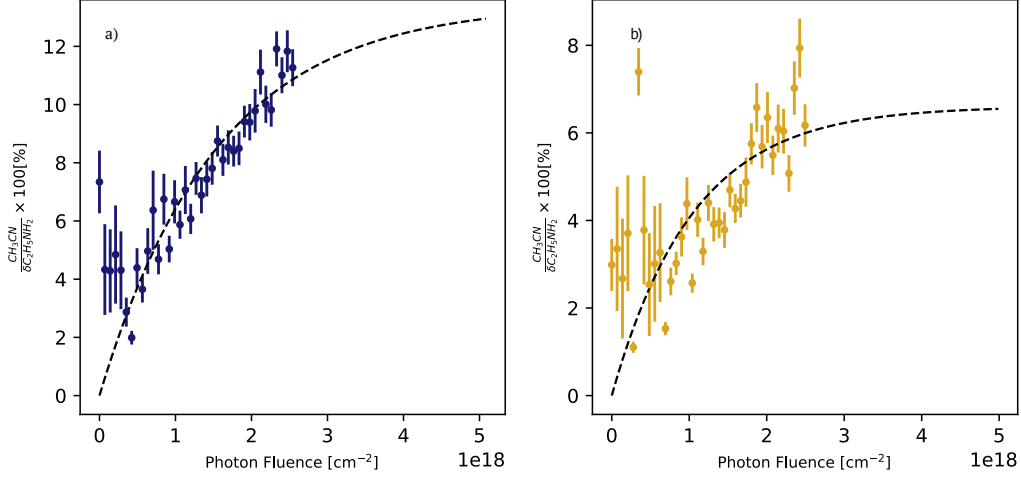 a)
12
10
8
6
4
2
0
CH₃CN
δC₂H₅NH₂
× 100[%]
0 1 2 3 4 5
1e18
Photon Fluence [cm⁻²]
b)
8
6
4
2
0
CH₃CN
δC₂H₅NH₂
× 100[%]
0 1 2 3 4 5
1e18
Photon Fluence [cm⁻²]